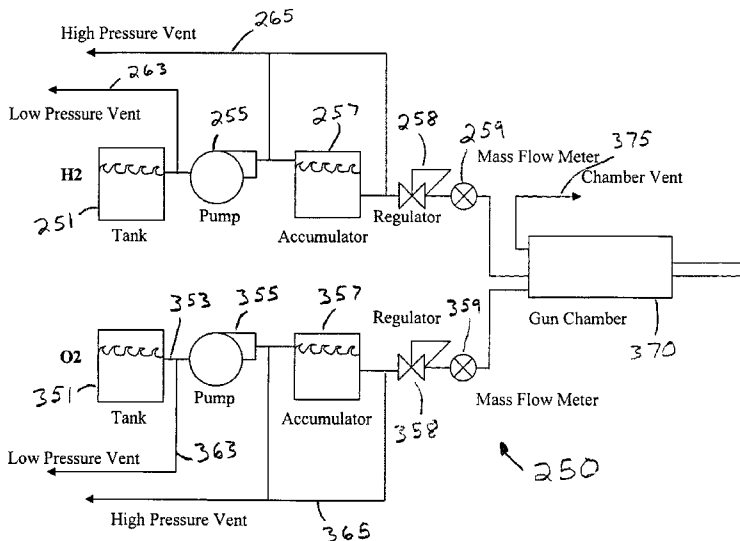 High Pressure Vent
265
263
Low Pressure Vent
255
257
258
259
Mass Flow Meter
375
Chamber Vent
H2
251
Tank
Pump
Accumulator
Regulator
353
355
357
Regulator
359
Gun Chamber
370
O2
351
Tank
Pump
Accumulator
358
Mass Flow Meter
Low Pressure Vent
363
250
High Pressure Vent
365